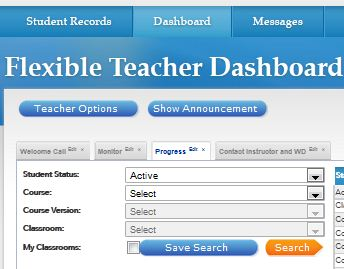 Student Records Dashboard Messages
Flexible Teacher Dashboard
Teacher Options Show Announcement
Welcome Call Edit × Monitor Edit × Progress Edit × Contact Instructor and WD Edit ×
Student Status: Active
Course: Select
Course Version: Select
Classroom: Select
My Classrooms: Save Search Search